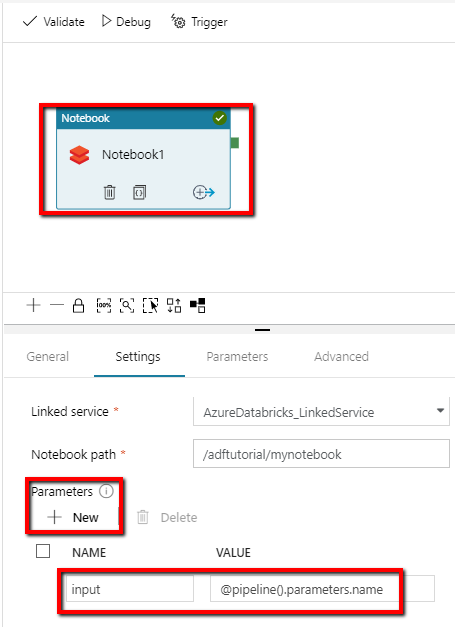 Validate Debug Trigger
Notebook
Notebook1
100%
General Settings Parameters Advanced
Linked service * AzureDatabricks_LinkedService
Notebook path * /adftutorial/mynotebook
Parameters
New Delete
NAME VALUE
input @pipeline().parameters.name